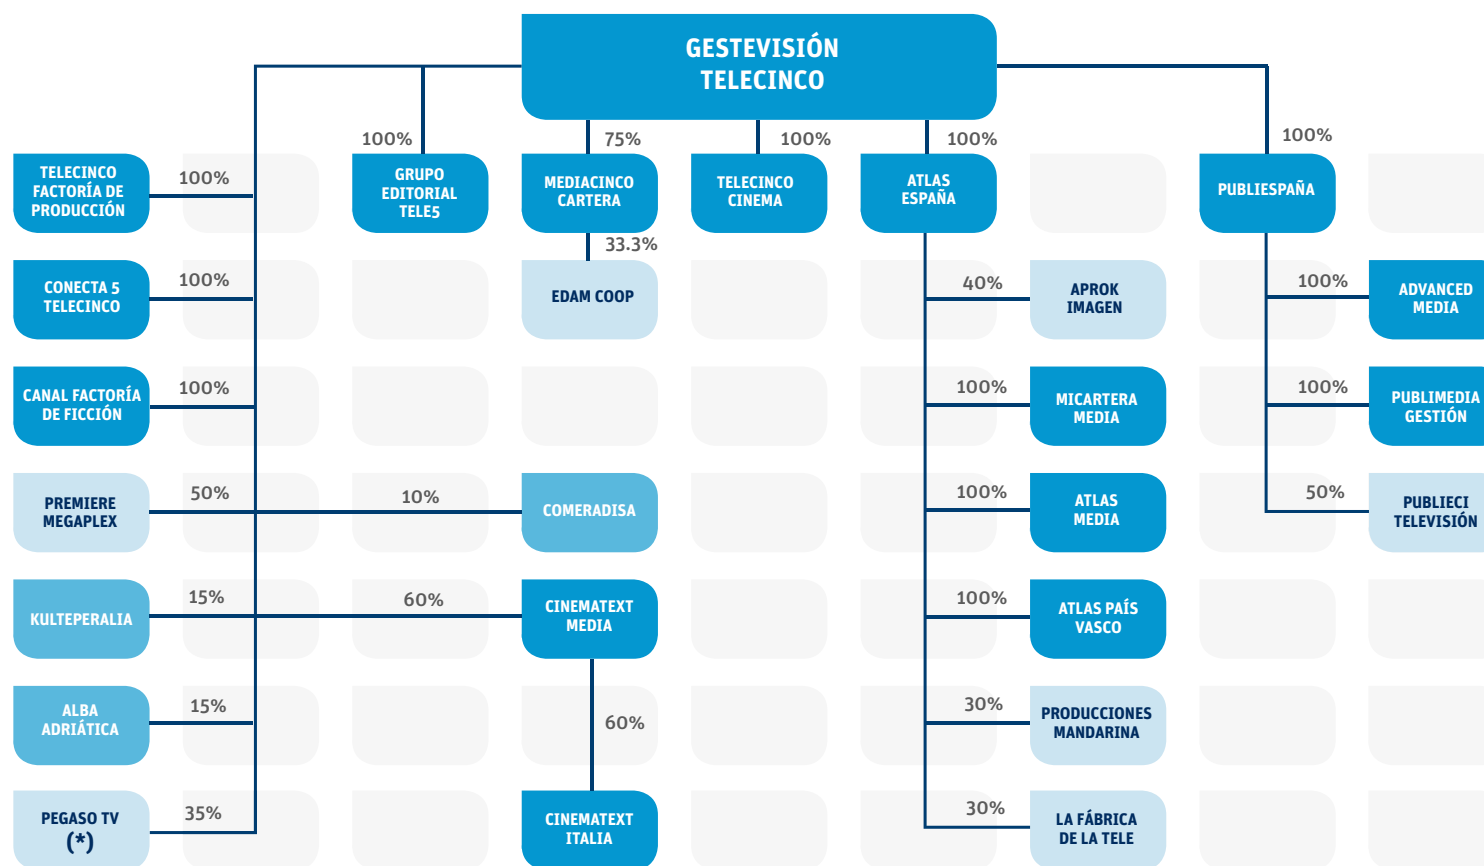 GESTEVISIÓN
TELECINCO
100%
75%
100%
100%
100%
TELECINCO
FACTORÍA DE
PRODUCCIÓN
100%
GRUPO
EDITORIAL
TELE5
MEDIACINCO
CARTERA
TELECINCO
CINEMA
ATLAS
ESPAÑA
PUBLIESPAÑA
33.3%
CONECTA 5
TELECINCO
100%
EDAM COOP
40%
APROK
IMAGEN
100%
ADVANCED
MEDIA
CANAL FACTORÍA
DE FICCIÓN
100%
100%
MICARTERA
MEDIA
100%
PUBLIMEDIA
GESTIÓN
PREMIERE
MEGAPLEX
50%
10%
COMERADISA
100%
ATLAS
MEDIA
50%
PUBLIECI
TELEVISIÓN
KULTEPERALIA
15%
60%
CINEMATEXT
MEDIA
100%
ATLAS PAÍS
VASCO
ALBA
ADRIÁTICA
15%
60%
30%
PRODUCCIONES
MANDARINA
PEGASO TV
(*)
35%
CINEMATEXT
ITALIA
30%
LA FÁBRICA
DE LA TELE